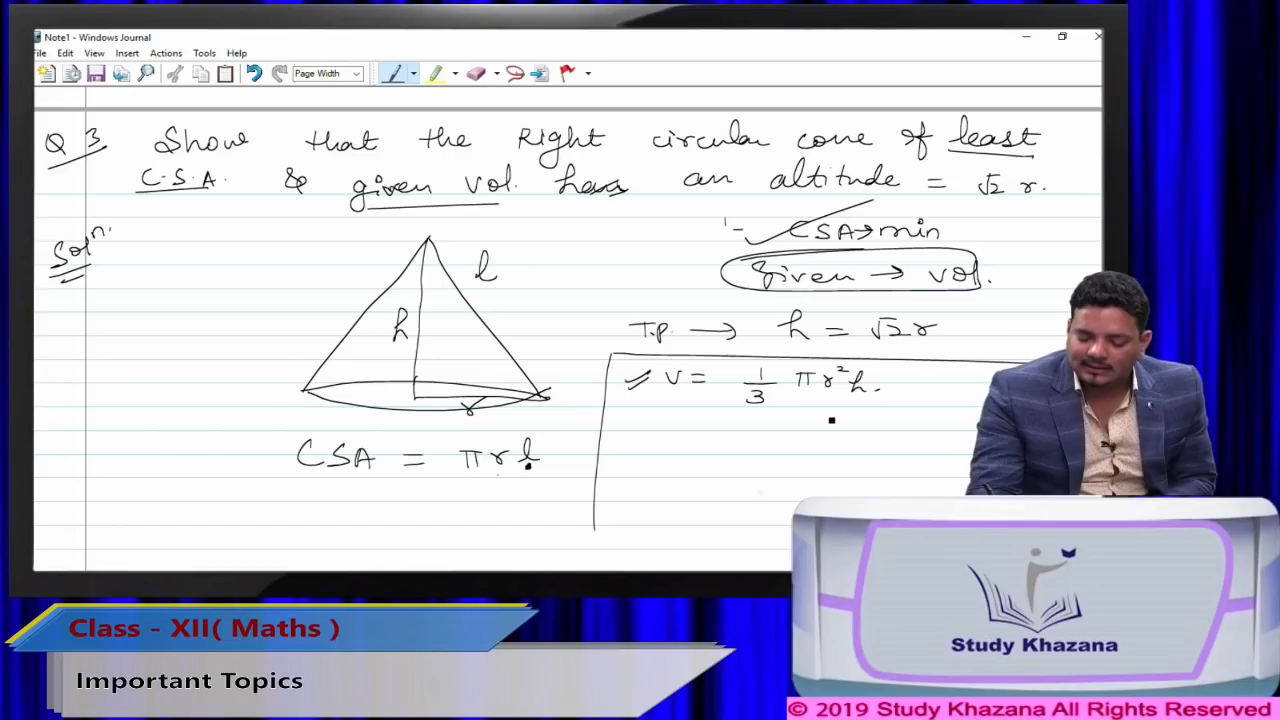 Note1 - Windows Journal
File Edit View Insert Actions Tools Help
Page Width
Q 3 Show that the Right circular cone of least
C.S.A. & given vol. has an altitude = √2 r.
Solⁿ.
CSA → min
Given → vol.
l
h
r
T.P. → h = √2r
V = 1/3 πr²h.
CSA = πrl
Study Khazana
Class - XII( Maths )
Important Topics
© 2019 Study Khazana All Rights Reserved